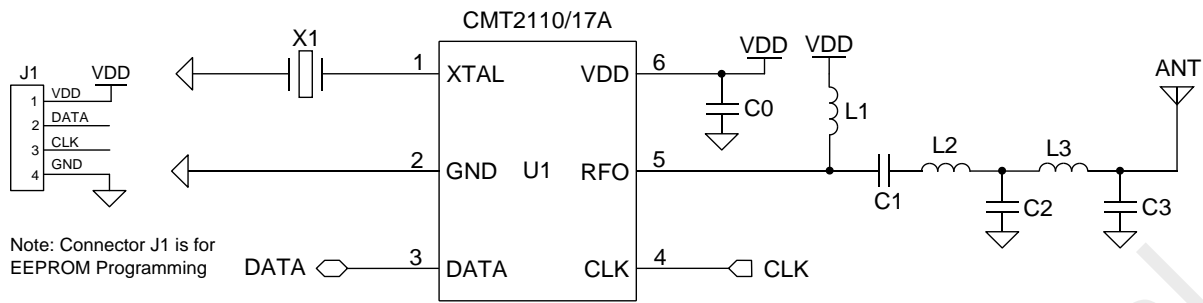 CMT2110/17A
X1
J1
VDD
1 VDD
2 DATA
3 CLK
4 GND
Note: Connector J1 is for
EEPROM Programming
1 XTAL
2 GND
3 DATA
DATA
U1
VDD 6
RFO 5
CLK 4
CLK
VDD
C0
VDD
L1
C1
L2
C2
L3
C3
ANT